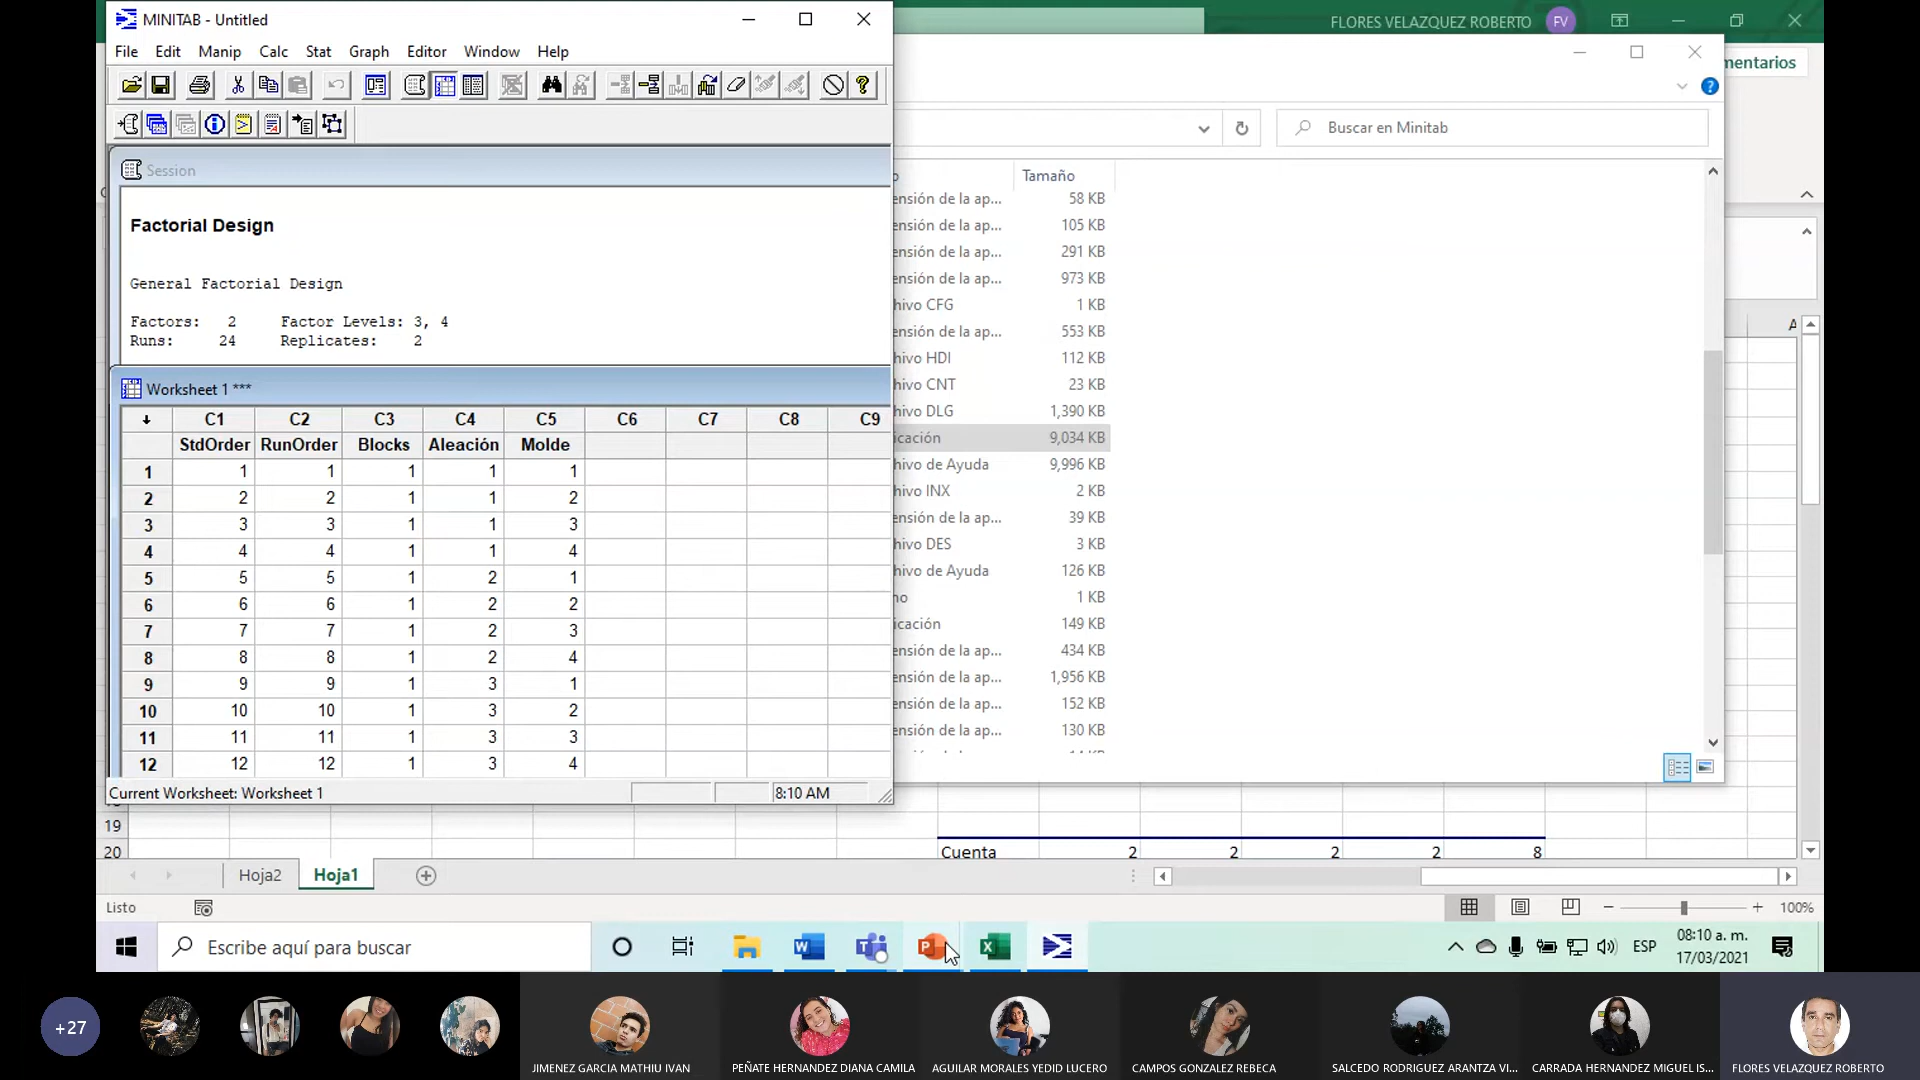 MINITAB - Untitled
FLORES VELAZQUEZ ROBERTO FV
File Edit Manip Calc Stat Graph Editor Window Help
mentarios
Buscar en Minitab
Session
Factorial Design
General Factorial Design
Factors: 2 Factor Levels: 3, 4
Runs: 24 Replicates: 2
o Tamaño
ensión de la ap... 58 KB
ensión de la ap... 105 KB
ensión de la ap... 291 KB
ensión de la ap... 973 KB
hivo CFG 1 KB
ensión de la ap... 553 KB
hivo HDI 112 KB
hivo CNT 23 KB
hivo DLG 1,390 KB
icación 9,034 KB
hivo de Ayuda 9,996 KB
hivo INX 2 KB
ensión de la ap... 39 KB
hivo DES 3 KB
hivo de Ayuda 126 KB
no 1 KB
icación 149 KB
ensión de la ap... 434 KB
ensión de la ap... 1,956 KB
ensión de la ap... 152 KB
ensión de la ap... 130 KB
Worksheet 1 ***
C1 C2 C3 C4 C5 C6 C7 C8 C9
StdOrder RunOrder Blocks Aleación Molde
1 1 1 1 1 1
2 2 2 1 1 2
3 3 3 1 1 3
4 4 4 1 1 4
5 5 5 1 2 1
6 6 6 1 2 2
7 7 7 1 2 3
8 8 8 1 2 4
9 9 9 1 3 1
10 10 10 1 3 2
11 11 11 1 3 3
12 12 12 1 3 4
Current Worksheet: Worksheet 1 8:10 AM
19
20 Cuenta 2 2 2 2 8
Hoja2 Hoja1
Listo 100%
Escribe aquí para buscar
ESP
08:10 a. m.
17/03/2021
+27
JIMENEZ GARCIA MATHIU IVAN
PEÑATE HERNANDEZ DIANA CAMILA
AGUILAR MORALES YEDID LUCERO
CAMPOS GONZALEZ REBECA
SALCEDO RODRIGUEZ ARANTZA VI...
CARRADA HERNANDEZ MIGUEL IS...
FLORES VELAZQUEZ ROBERTO